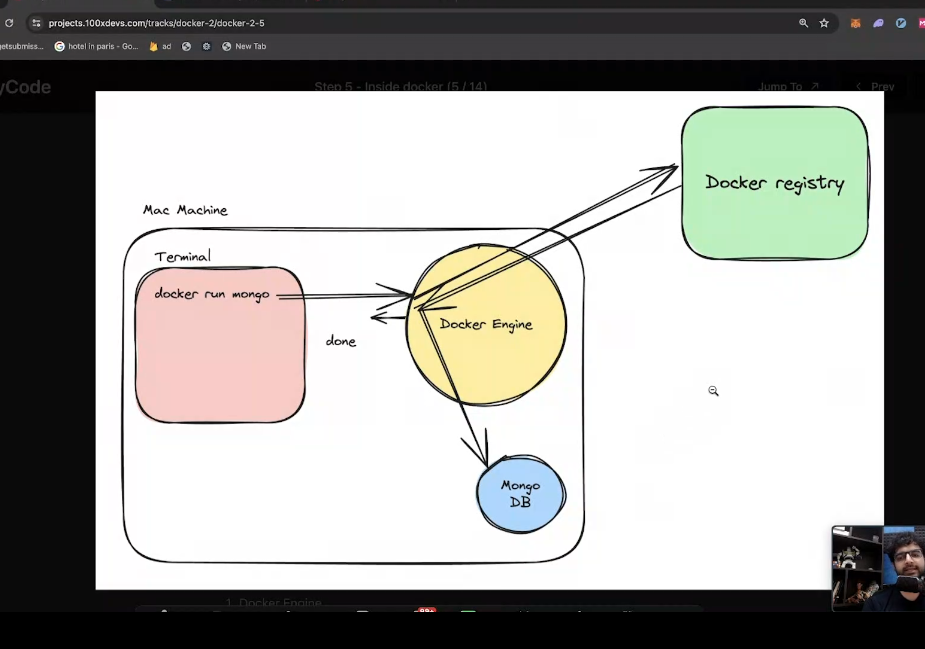 projects.100xdevs.com/tracks/docker-2/docker-2-5
getsubmiss...
hotel in paris - Go...
ad
New Tab
yCode
Step 5 - Inside docker (5 / 14)
Jump To
Prev
Docker registry
Mac Machine
Terminal
docker run mongo
Docker Engine
done
Mongo
DB
1. Docker Engine
99+